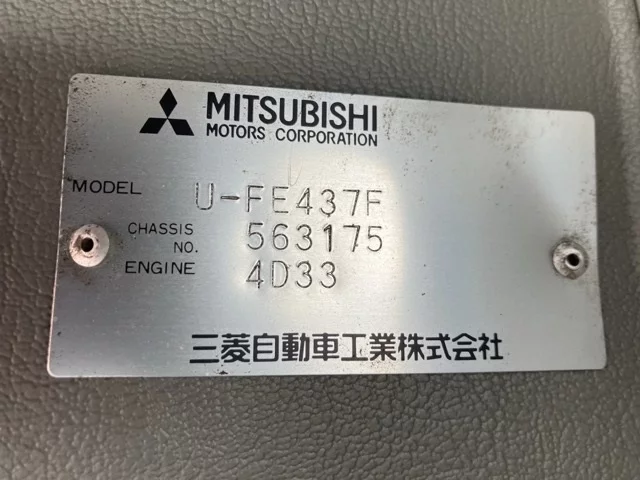 MITSUBISHI
MOTORS CORPORATION
MODEL U-FE437F
CHASSIS NO. 563175
ENGINE 4D33
三菱自動車工業株式会社